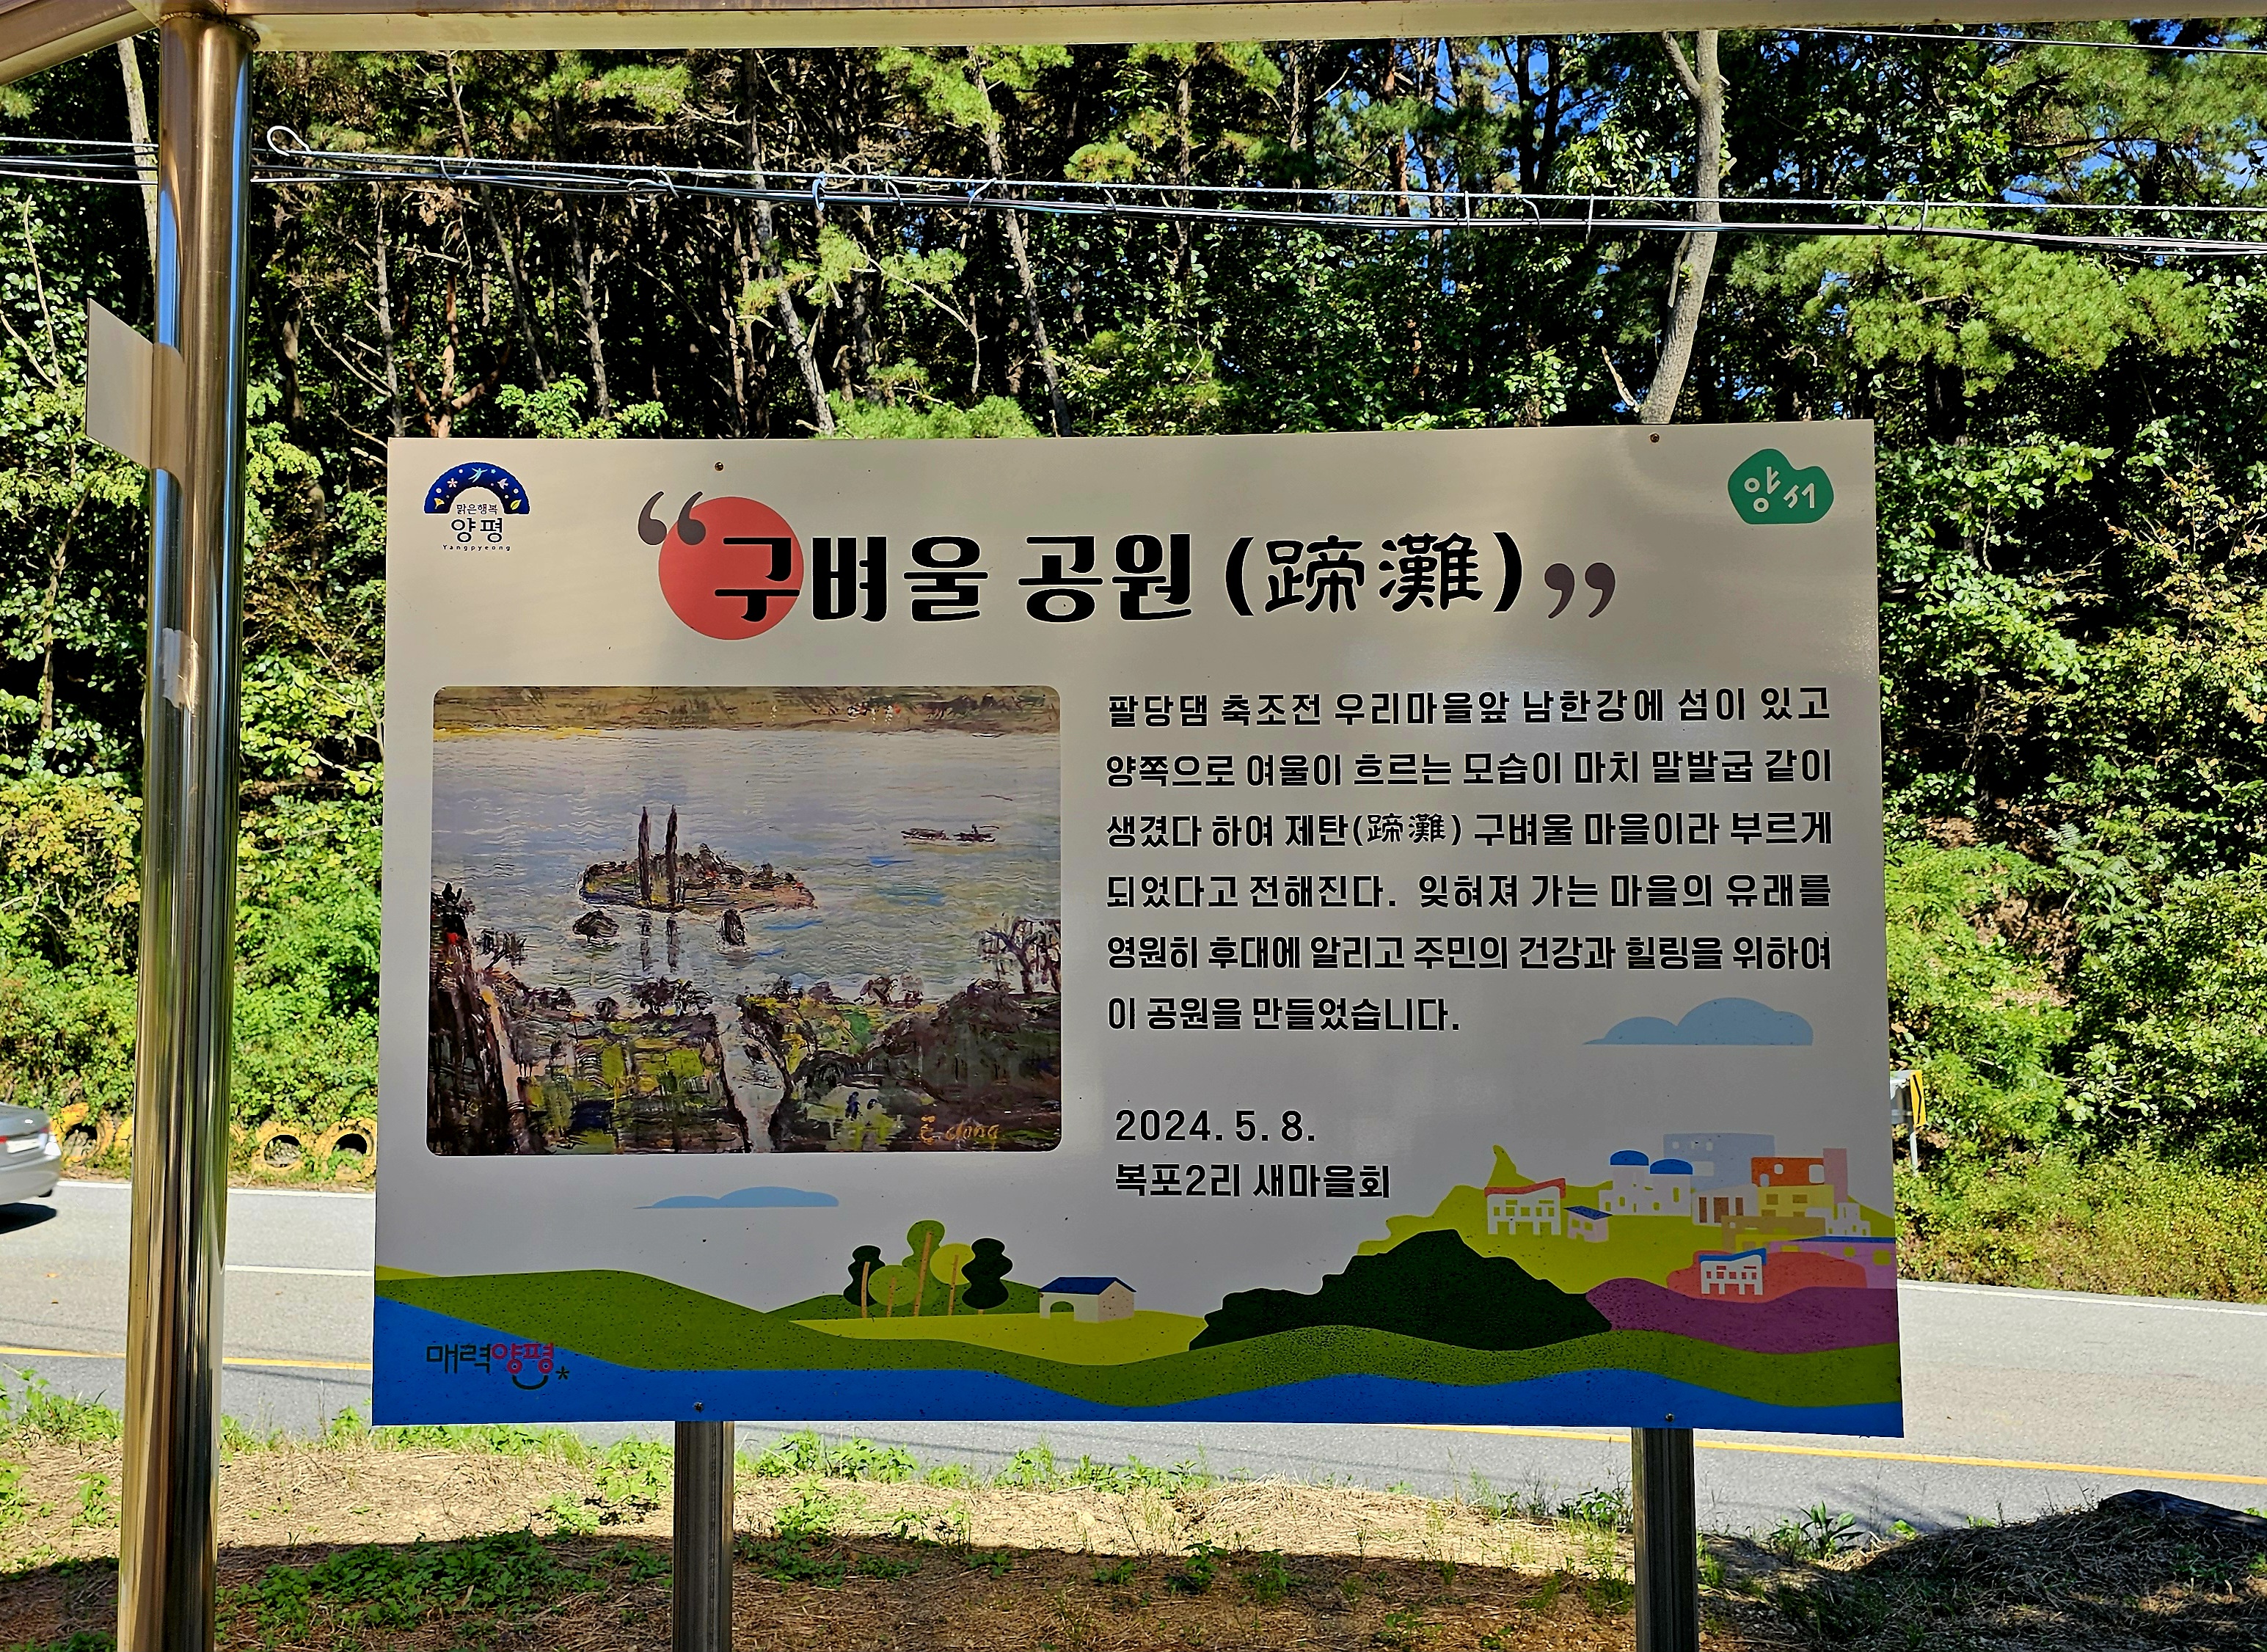 맑은행복
양평
Yangpyeong
양서
“구벼울 공원 (蹄灘)”
팔당댐 축조전 우리마을앞 남한강에 섬이 있고
양쪽으로 여울이 흐르는 모습이 마치 말발굽 같이
생겼다 하여 제탄(蹄灘) 구벼울 마을이라 부르게
되었다고 전해진다. 잊혀져 가는 마을의 유래를
영원히 후대에 알리고 주민의 건강과 힐링을 위하여
이 공원을 만들었습니다.
2024. 5. 8.
복포2리 새마을회
매력양평*